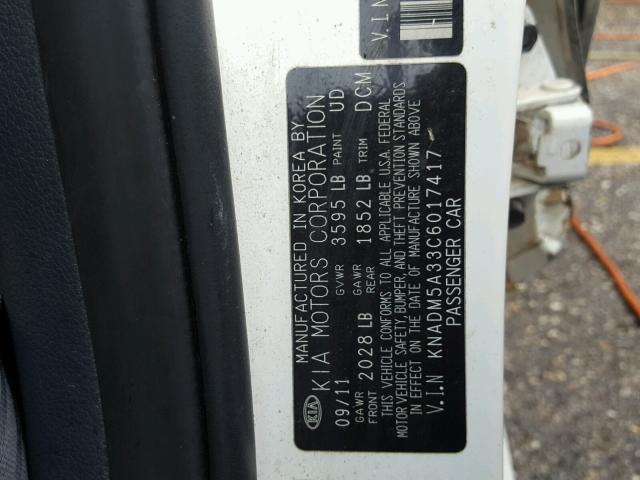 V.I.N
MANUFACTURED IN KOREA BY
KIA KIA MOTORS CORPORATION
09/11 GVWR 3595 LB PAINT UD
GAWR FRONT 2028 LB GAWR REAR 1852 LB TRIM DCM
THIS VEHICLE CONFORMS TO ALL APPLICABLE U.S.A. FEDERAL
MOTOR VEHICLE SAFETY, BUMPER, AND THEFT PREVENTION STANDARDS
IN EFFECT ON THE DATE OF MANUFACTURE SHOWN ABOVE
V.I.N KNADM5A33C6017417
PASSENGER CAR